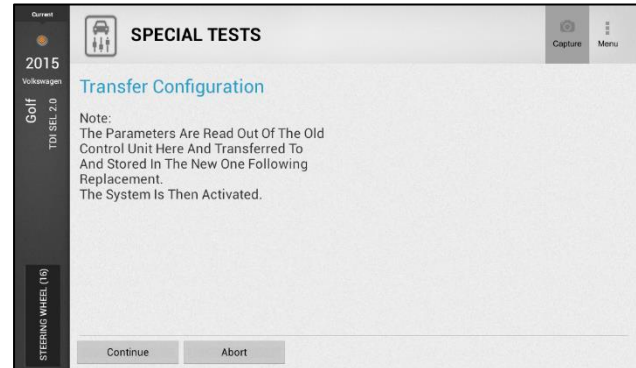 Current
2015
Volkswagen
Golf
TDI SEL 2.0
STEERING WHEEL (16)
SPECIAL TESTS
Capture
Menu
Transfer Configuration
Note:
The Parameters Are Read Out Of The Old
Control Unit Here And Transferred To
And Stored In The New One Following
Replacement.
The System Is Then Activated.
Continue
Abort